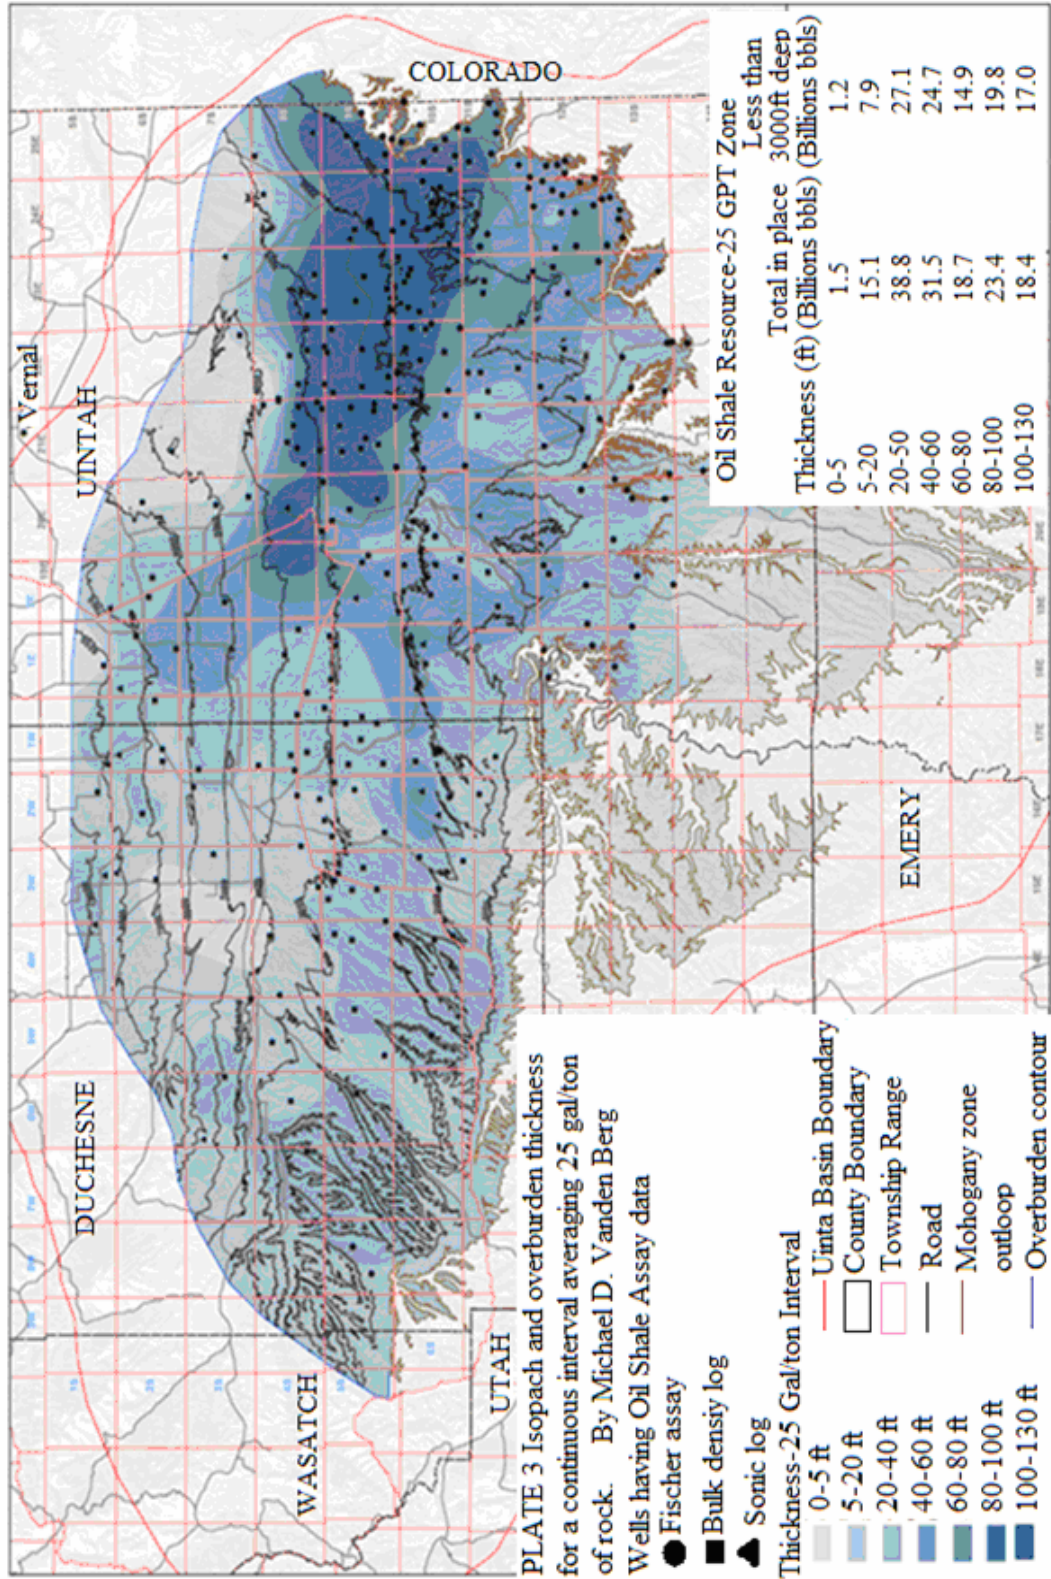 Vernal
UINTAH
DUCHESNE
WASATCH
UTAH
EMERY
COLORADO
PLATE 3 Isopach and overburden thickness
for a continuous interval averaging 25 gal/ton
of rock. By Michael D. Vanden Berg
Wells having Oil Shale Assay data
Fischer assay
Bulk densiy log
Sonic log
Thickness-25 Gal/ton Interval
0-5 ft
5-20 ft
20-40 ft
40-60 ft
60-80 ft
80-100 ft
100-130 ft
Uinta Basin Boundary
County Boundary
Township Range
Road
Mohogany zone
outloop
Overburden contour
Oil Shale Resource-25 GPT Zone
Less than
Total in place 3000ft deep
Thickness (ft) (Billions bbls) (Billions bbls)
0-5 1.5 1.2
5-20 15.1 7.9
20-50 38.8 27.1
40-60 31.5 24.7
60-80 18.7 14.9
80-100 23.4 19.8
100-130 18.4 17.0